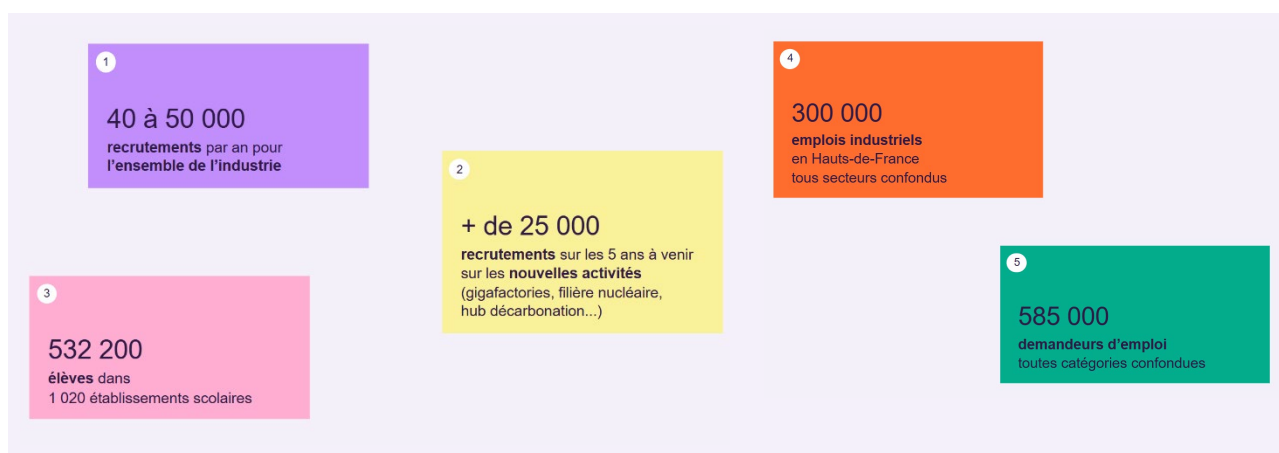 1
40 à 50 000
recrutements par an pour
l'ensemble de l'industrie
2
+ de 25 000
recrutements sur les 5 ans à venir
sur les nouvelles activités
(gigafactories, filière nucléaire,
hub décarbonation...)
3
532 200
élèves dans
1 020 établissements scolaires
4
300 000
emplois industriels
en Hauts-de-France
tous secteurs confondus
5
585 000
demandeurs d'emploi
toutes catégories confondues